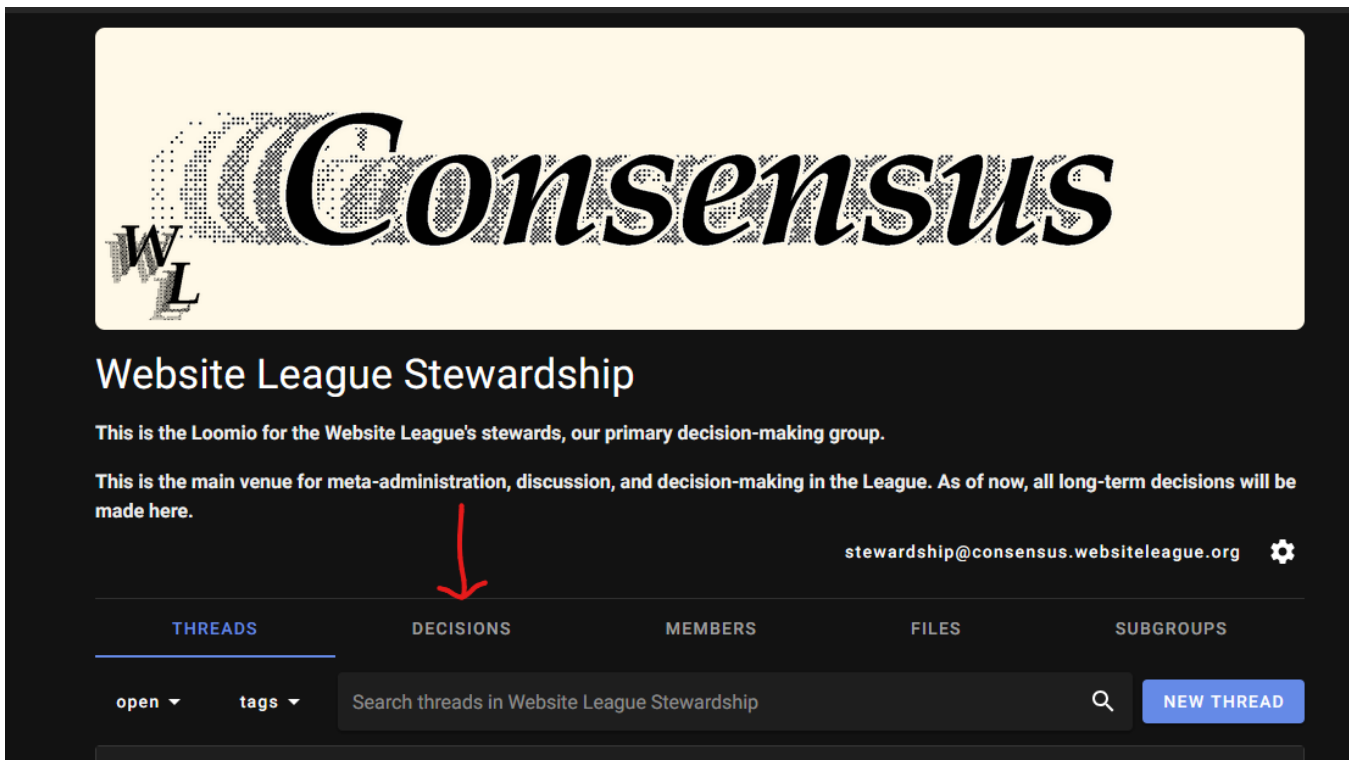 Consensus
WL
Website League Stewardship
This is the Loomio for the Website League's stewards, our primary decision-making group.
This is the main venue for meta-administration, discussion, and decision-making in the League. As of now, all long-term decisions will be
made here.
stewardship@consensus.websiteleague.org
THREADS DECISIONS MEMBERS FILES SUBGROUPS
open tags Search threads in Website League Stewardship NEW THREAD